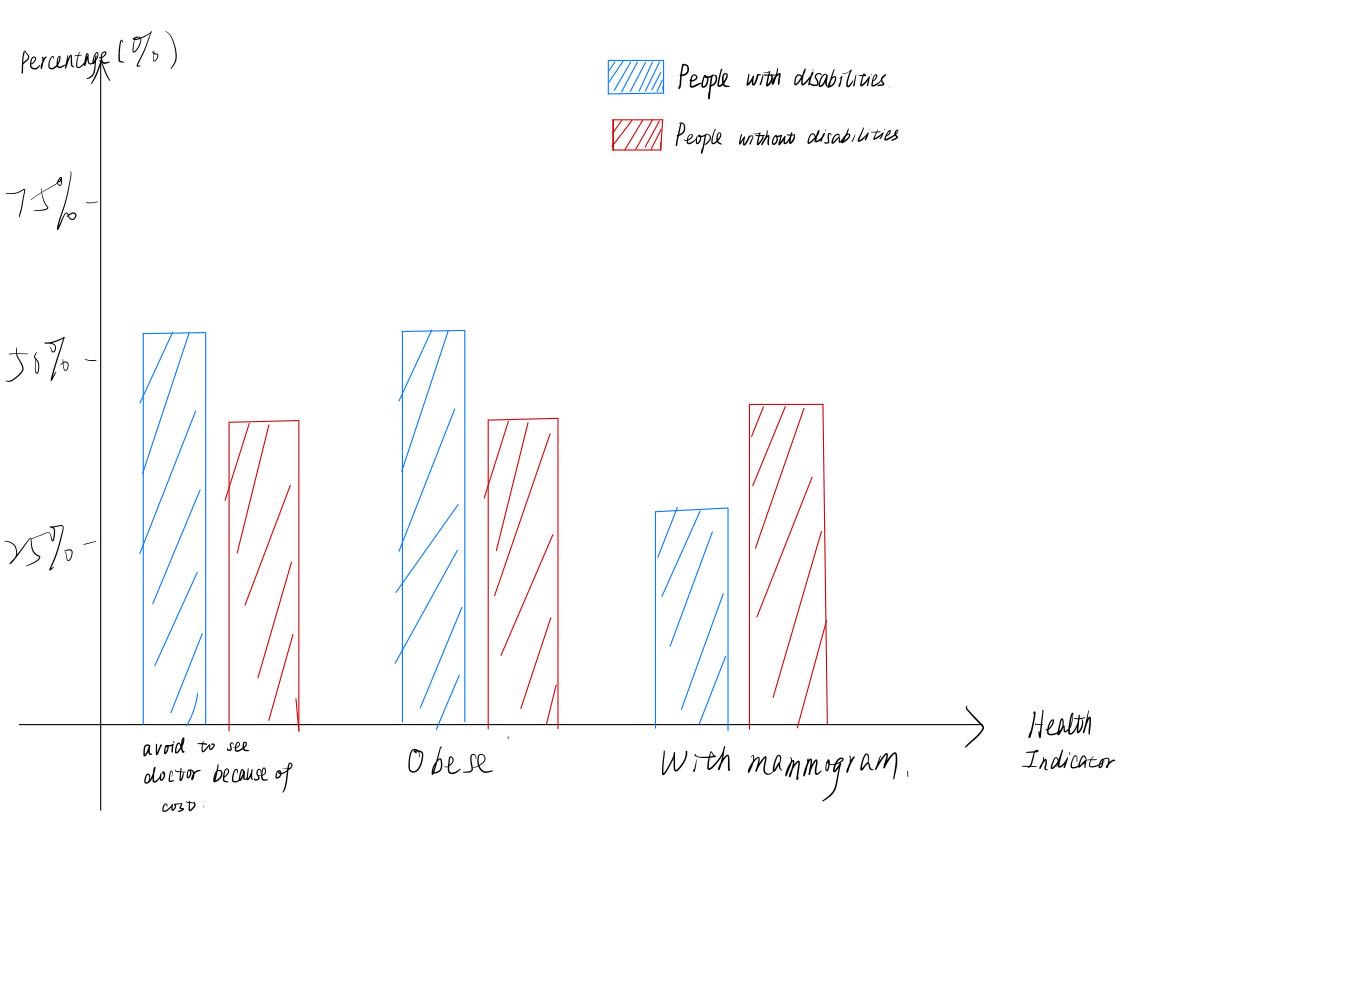 Percentage (%)
People with disabilities
People without disabilities
75%
50%
25%
avoid to see
doctor because of
cost.
Obese
With mammogram.
Health
Indicator